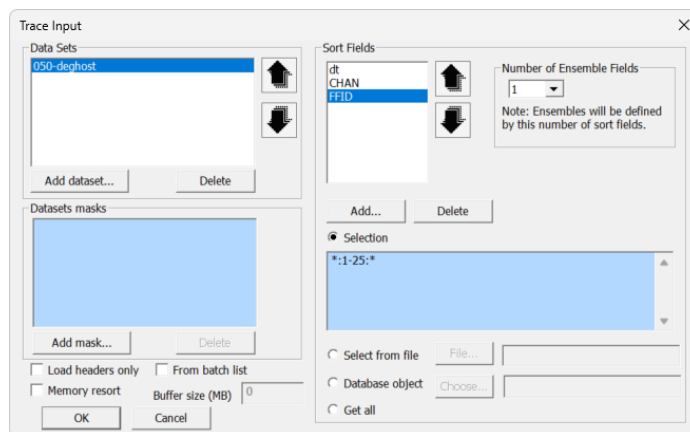 Trace Input
Data Sets
050-deghost
Add dataset...
Delete
Datasets masks
Add mask...
Delete
Load headers only
From batch list
Memory resort
Buffer size (MB)
0
OK
Cancel
Sort Fields
dt
CHAN
FFID
Number of Ensemble Fields
1
Note: Ensembles will be defined
by this number of sort fields.
Add...
Delete
Selection
*:1-25:*
Select from file
File...
Database object
Choose...
Get all